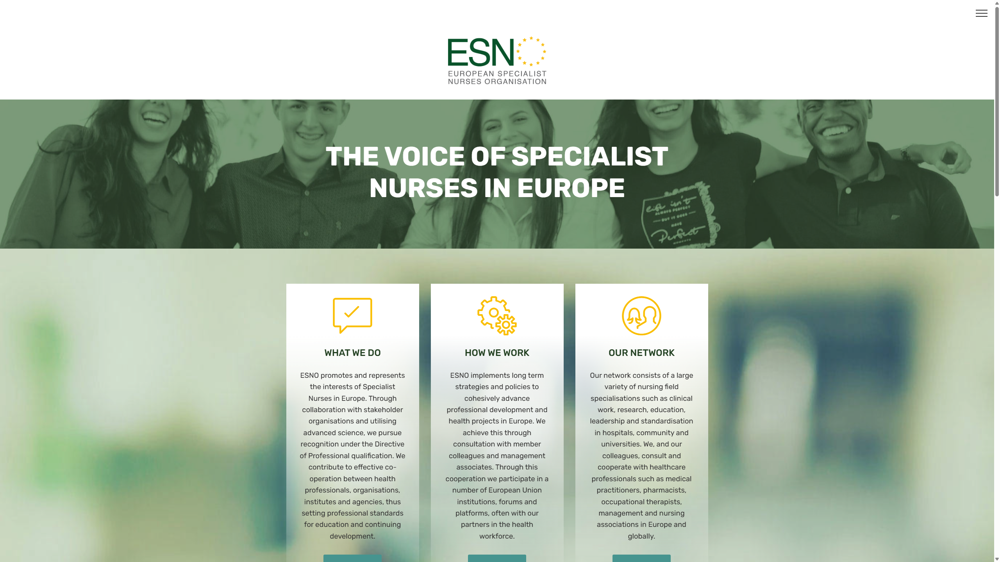 ESNO
EUROPEAN SPECIALIST
NURSES ORGANISATION
THE VOICE OF SPECIALIST
NURSES IN EUROPE
life isn't
ALWAYS PERFECT
BUT IT DOES
HAVE
Perfect
MOMENTS
WHAT WE DO
ESNO promotes and represents
the interests of Specialist
Nurses in Europe. Through
collaboration with stakeholder
organisations and utilising
advanced science, we pursue
recognition under the Directive
of Professional qualification. We
contribute to effective co-
operation between health
professionals, organisations,
institutes and agencies, thus
setting professional standards
for education and continuing
development.
HOW WE WORK
ESNO implements long term
strategies and policies to
cohesively advance
professional development and
health projects in Europe. We
achieve this through
consultation with member
colleagues and management
associates. Through this
cooperation we participate in a
number of European Union
institutions, forums and
platforms, often with our
partners in the health
workforce.
OUR NETWORK
Our network consists of a large
variety of nursing field
specialisations such as clinical
work, research, education,
leadership and standardisation
in hospitals, community and
universities. We, and our
colleagues, consult and
cooperate with healthcare
professionals such as medical
practitioners, pharmacists,
occupational therapists,
management and nursing
associations in Europe and
globally.